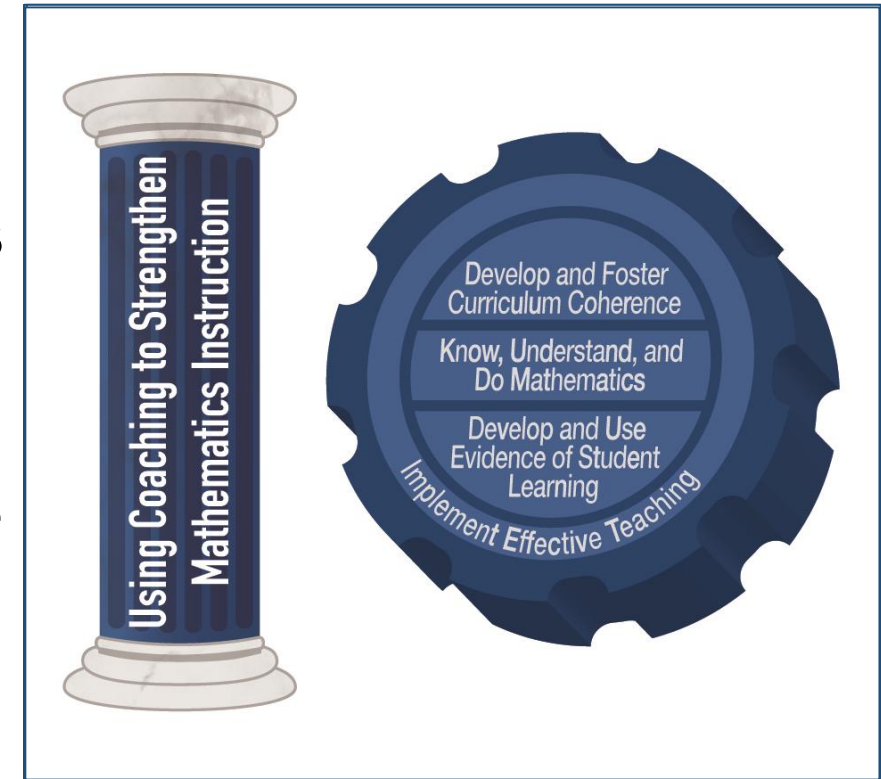 Using Coaching to Strengthen
Mathematics Instruction
Develop and Foster
Curriculum Coherence
Know, Understand, and
Do Mathematics
Develop and Use
Evidence of Student
Learning
Implement Effective Teaching